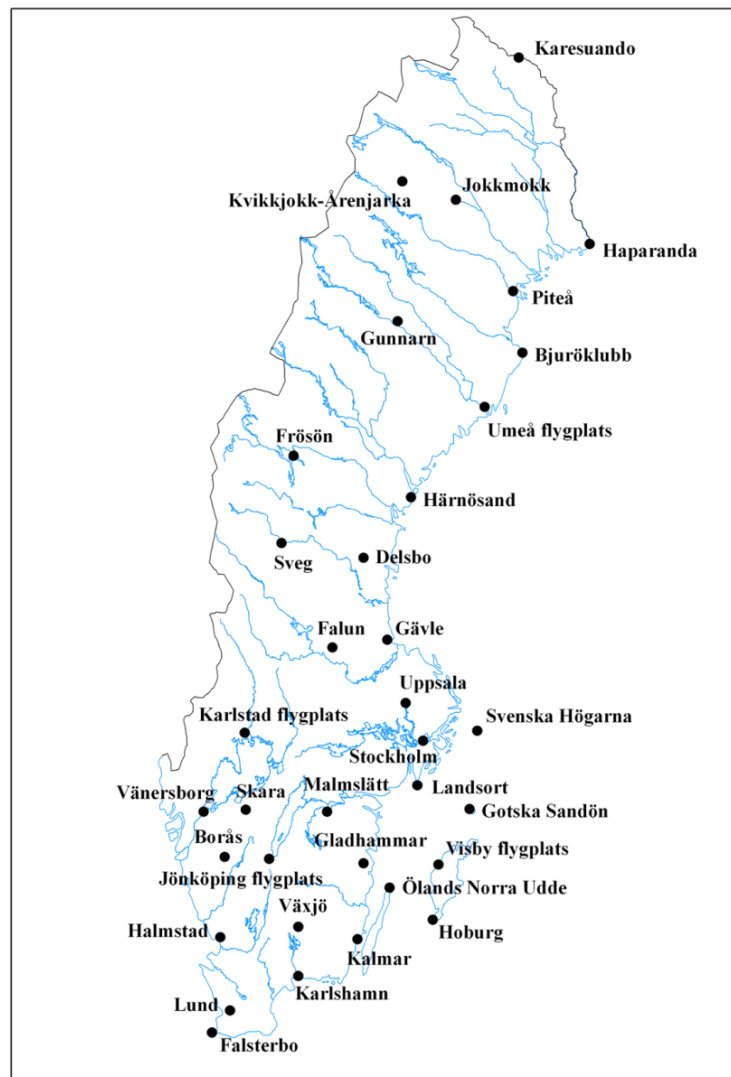 Karesuando
Jokkmokk
Kvikkjokk-Årenjarka
Haparanda
Piteå
Gunnarn
Bjuröklubb
Umeå flygplats
Frösön
Härnösand
Sveg
Delsbo
Falun
Gävle
Uppsala
Karlstad flygplats
Svenska Högarna
Stockholm
Malmslätt
Landsort
Vänersborg
Skara
Gotska Sandön
Borås
Gladhammar
Visby flygplats
Jönköping flygplats
Ölands Norra Udde
Växjö
Halmstad
Hoburg
Kalmar
Karlshamn
Lund
Falsterbo